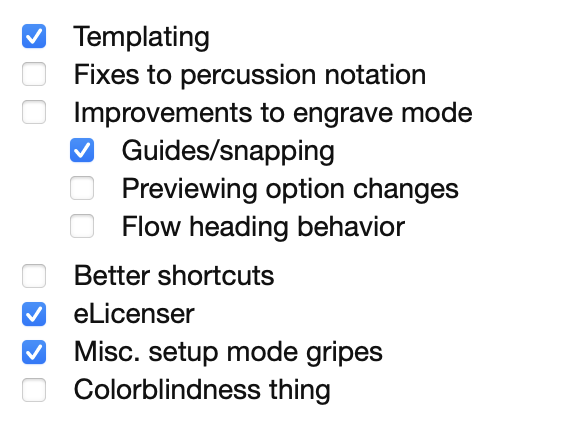 Templating
Fixes to percussion notation
Improvements to engrave mode
Guides/snapping
Previewing option changes
Flow heading behavior
Better shortcuts
eLicenser
Misc. setup mode gripes
Colorblindness thing